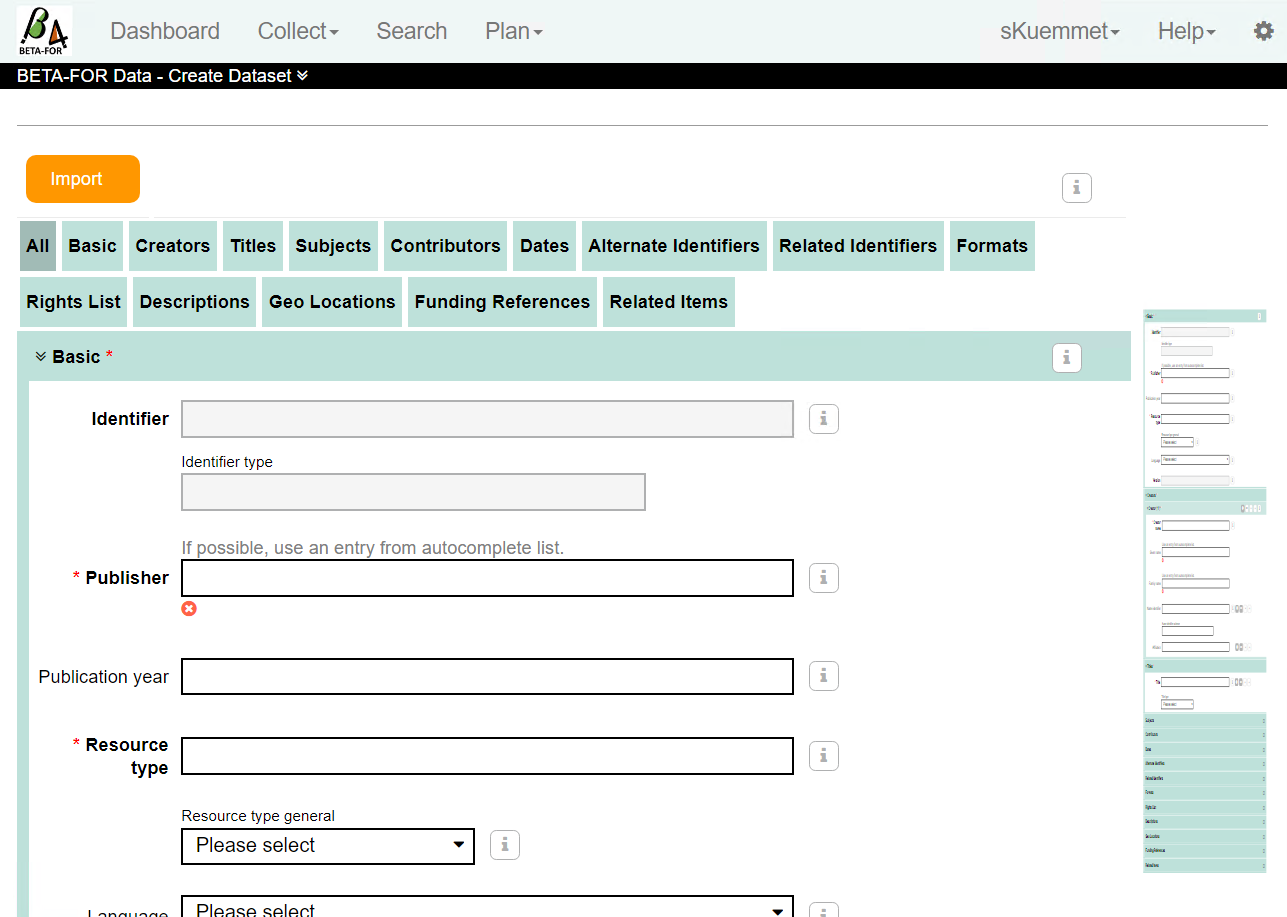 BETA-FOR
Dashboard Collect Search Plan sKuemmet Help
BETA-FOR Data - Create Dataset
Import
i
All Basic Creators Titles Subjects Contributors Dates Alternate Identifiers Related Identifiers Formats
Rights List Descriptions Geo Locations Funding References Related Items
Basic *
i
Identifier
i
Identifier type
If possible, use an entry from autocomplete list.
* Publisher
i
Publication year
i
* Resource
type
i
Resource type general
Please select
i
Language
Please select
i